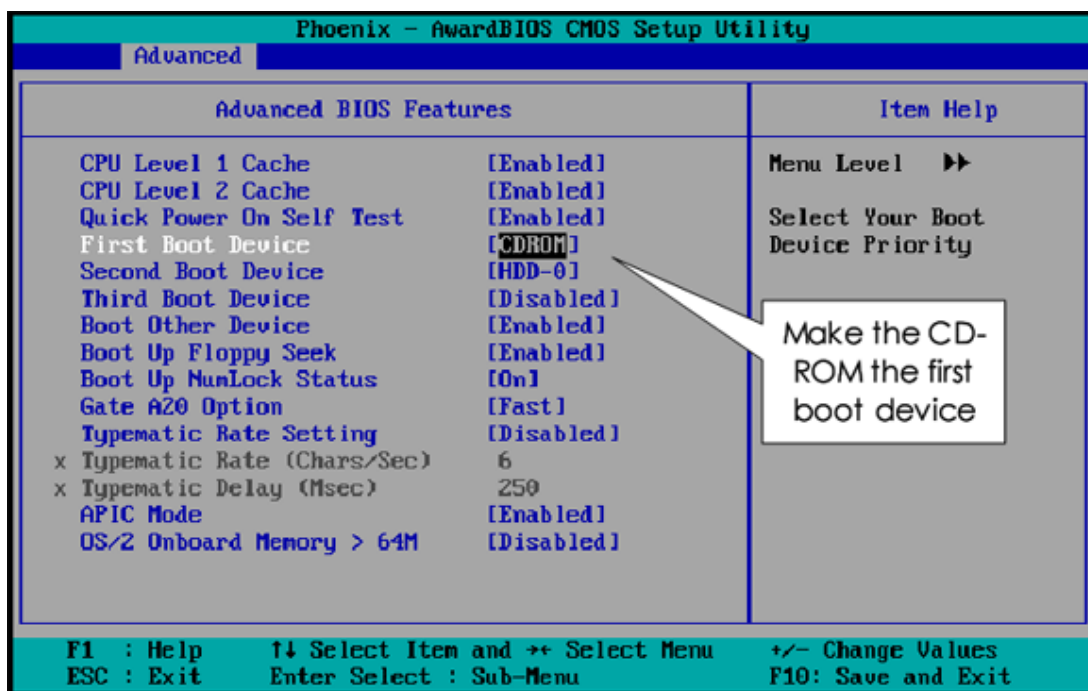 Phoenix - AwardBIOS CMOS Setup Utility
Advanced
Advanced BIOS Features
Item Help
CPU Level 1 Cache [Enabled]
CPU Level 2 Cache [Enabled]
Quick Power On Self Test [Enabled]
First Boot Device [CDROM]
Second Boot Device [HDD-0]
Third Boot Device [Disabled]
Boot Other Device [Enabled]
Boot Up Floppy Seek [Enabled]
Boot Up NumLock Status [On]
Gate A20 Option [Fast]
Typematic Rate Setting [Disabled]
x Typematic Rate (Chars/Sec) 6
x Typematic Delay (Msec) 250
APIC Mode [Enabled]
OS/2 Onboard Memory > 64M [Disabled]
Menu Level ▶▶
Select Your Boot
Device Priority
Make the CD-
ROM the first
boot device
F1 : Help ↑↓ Select Item and →← Select Menu +/- Change Values
ESC : Exit Enter Select : Sub-Menu F10: Save and Exit